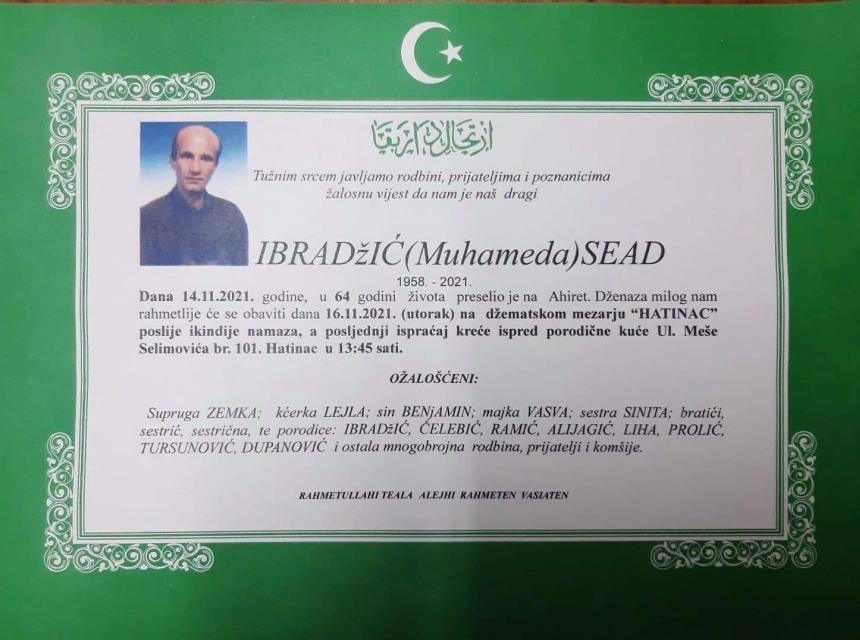 ارتحال دار بقا
Tužnim srcem javljamo rodbini, prijateljima i poznanicima
žalosnu vijest da nam je naš dragi
IBRADžIĆ(Muhameda)SEAD
1958. - 2021.
Dana 14.11.2021. godine, u 64 godini života preselio je na Ahiret. Dženaza milog nam
rahmetlije će se obaviti dana 16.11.2021. (utorak) na džematskom mezarju “HATINAC”
poslije ikindije namaza, a posljednji ispraćaj kreće ispred porodične kuće Ul. Meše
Selimovića br. 101. Hatinac u 13:45 sati.
OŽALOŠĆENI:
Supruga ZEMKA; kćerka LEJLA; sin BENjAMIN; majka VASVA; sestra SINITA; bratići,
sestrić, sestrična, te porodice: IBRADžIĆ, ČELEBIĆ, RAMIĆ, ALIJAGIĆ, LIHA, PROLIĆ,
TURSUNOVIĆ, DUPANOVIĆ i ostala mnogobrojna rodbina, prijatelji i komšije.
RAHMETULLAHI TEALA ALEJHI RAHMETEN VASIATEN